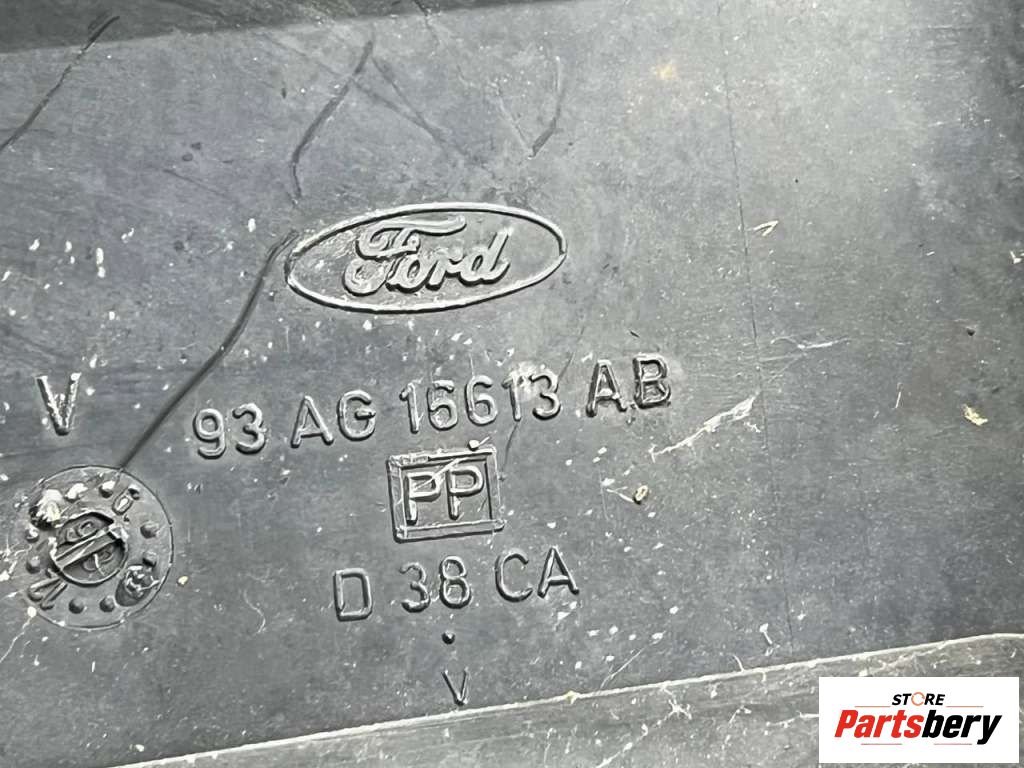 Ford
V
93 AG 16613 AB
PP
D 38 CA
V
STORE
Partsbery